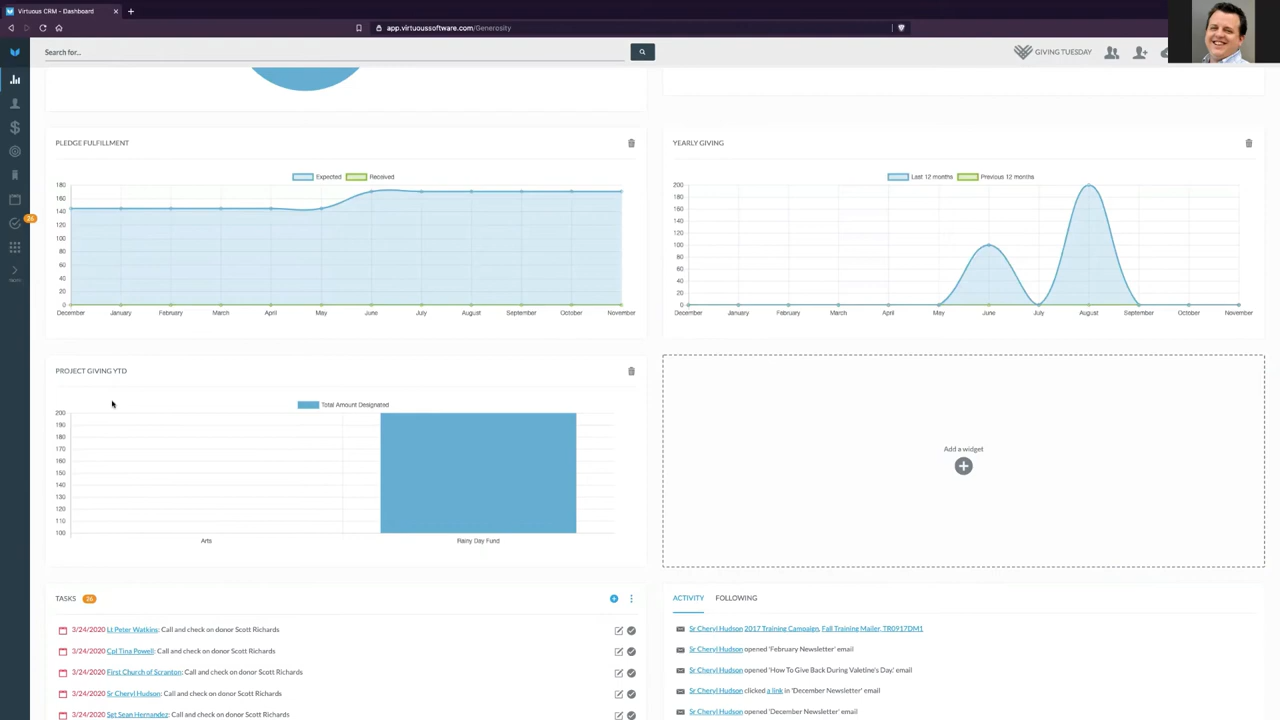 Virtuous CRM - Dashboard
app.virtuoussoftware.com/Generosity
Search for...
GIVING TUESDAY
PLEDGE FULFILLMENT
Expected
Received
180
160
140
120
100
80
60
40
20
0
December
January
February
March
April
May
June
July
August
September
October
November
YEARLY GIVING
Last 12 months
Previous 12 months
200
180
160
140
120
100
80
60
40
20
0
December
January
February
March
April
May
June
July
August
September
October
November
26
PROJECT GIVING YTD
Total Amount Designated
200
190
180
170
160
150
140
130
120
110
100
Arts
Rainy Day Fund
Add a widget
TASKS 26
3/24/2020 Lt Peter Watkins: Call and check on donor Scott Richards
3/24/2020 Cpl Tina Powell: Call and check on donor Scott Richards
3/24/2020 First Church of Scranton: Call and check on donor Scott Richards
3/24/2020 Sr Cheryl Hudson: Call and check on donor Scott Richards
3/24/2020 Sgt Sean Hernandez: Call and check on donor Scott Richards
ACTIVITY FOLLOWING
Sr Cheryl Hudson 2017 Training Campaign, Fall Training Mailer, TR0917DM1
Sr Cheryl Hudson opened 'February Newsletter' email
Sr Cheryl Hudson opened 'How To Give Back During Valetine's Day.' email
Sr Cheryl Hudson clicked a link in 'December Newsletter' email
Sr Cheryl Hudson opened 'December Newsletter' email